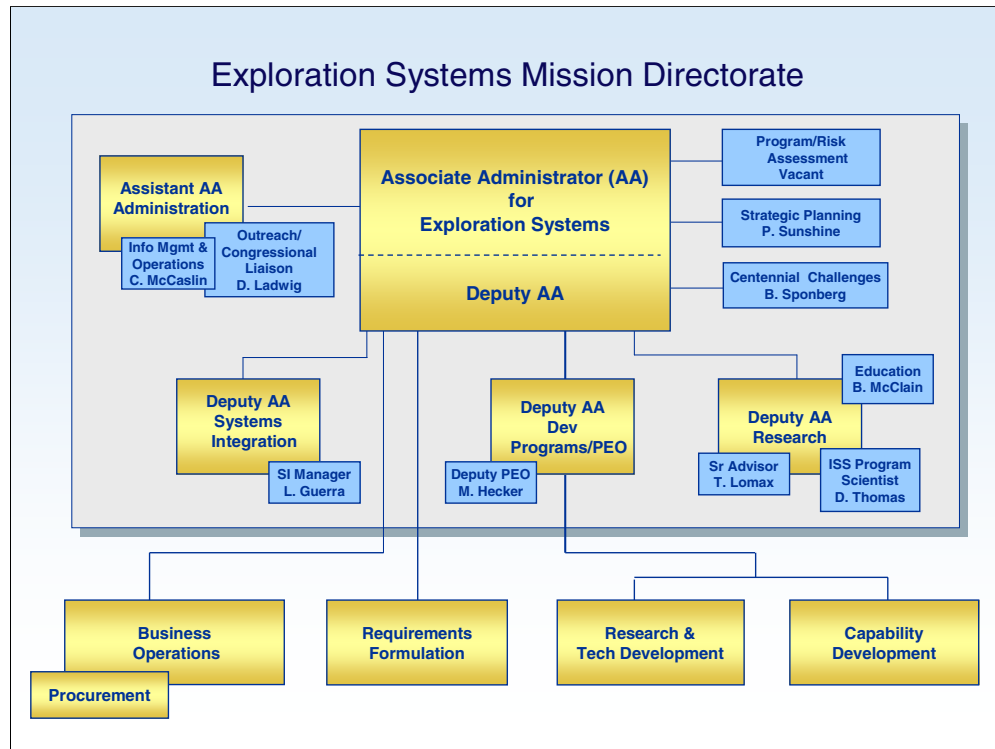 Exploration Systems Mission Directorate
Assistant AA
Administration
Info Mgmt &
Operations
C. McCaslin
Outreach/
Congressional
Liaison
D. Ladwig
Associate Administrator (AA)
for
Exploration Systems
Deputy AA
Program/Risk
Assessment
Vacant
Strategic Planning
P. Sunshine
Centennial Challenges
B. Sponberg
Deputy AA
Systems
Integration
SI Manager
L. Guerra
Deputy AA
Dev
Programs/PEO
Deputy PEO
M. Hecker
Education
B. McClain
Deputy AA
Research
Sr Advisor
T. Lomax
ISS Program
Scientist
D. Thomas
Business
Operations
Procurement
Requirements
Formulation
Research &
Tech Development
Capability
Development